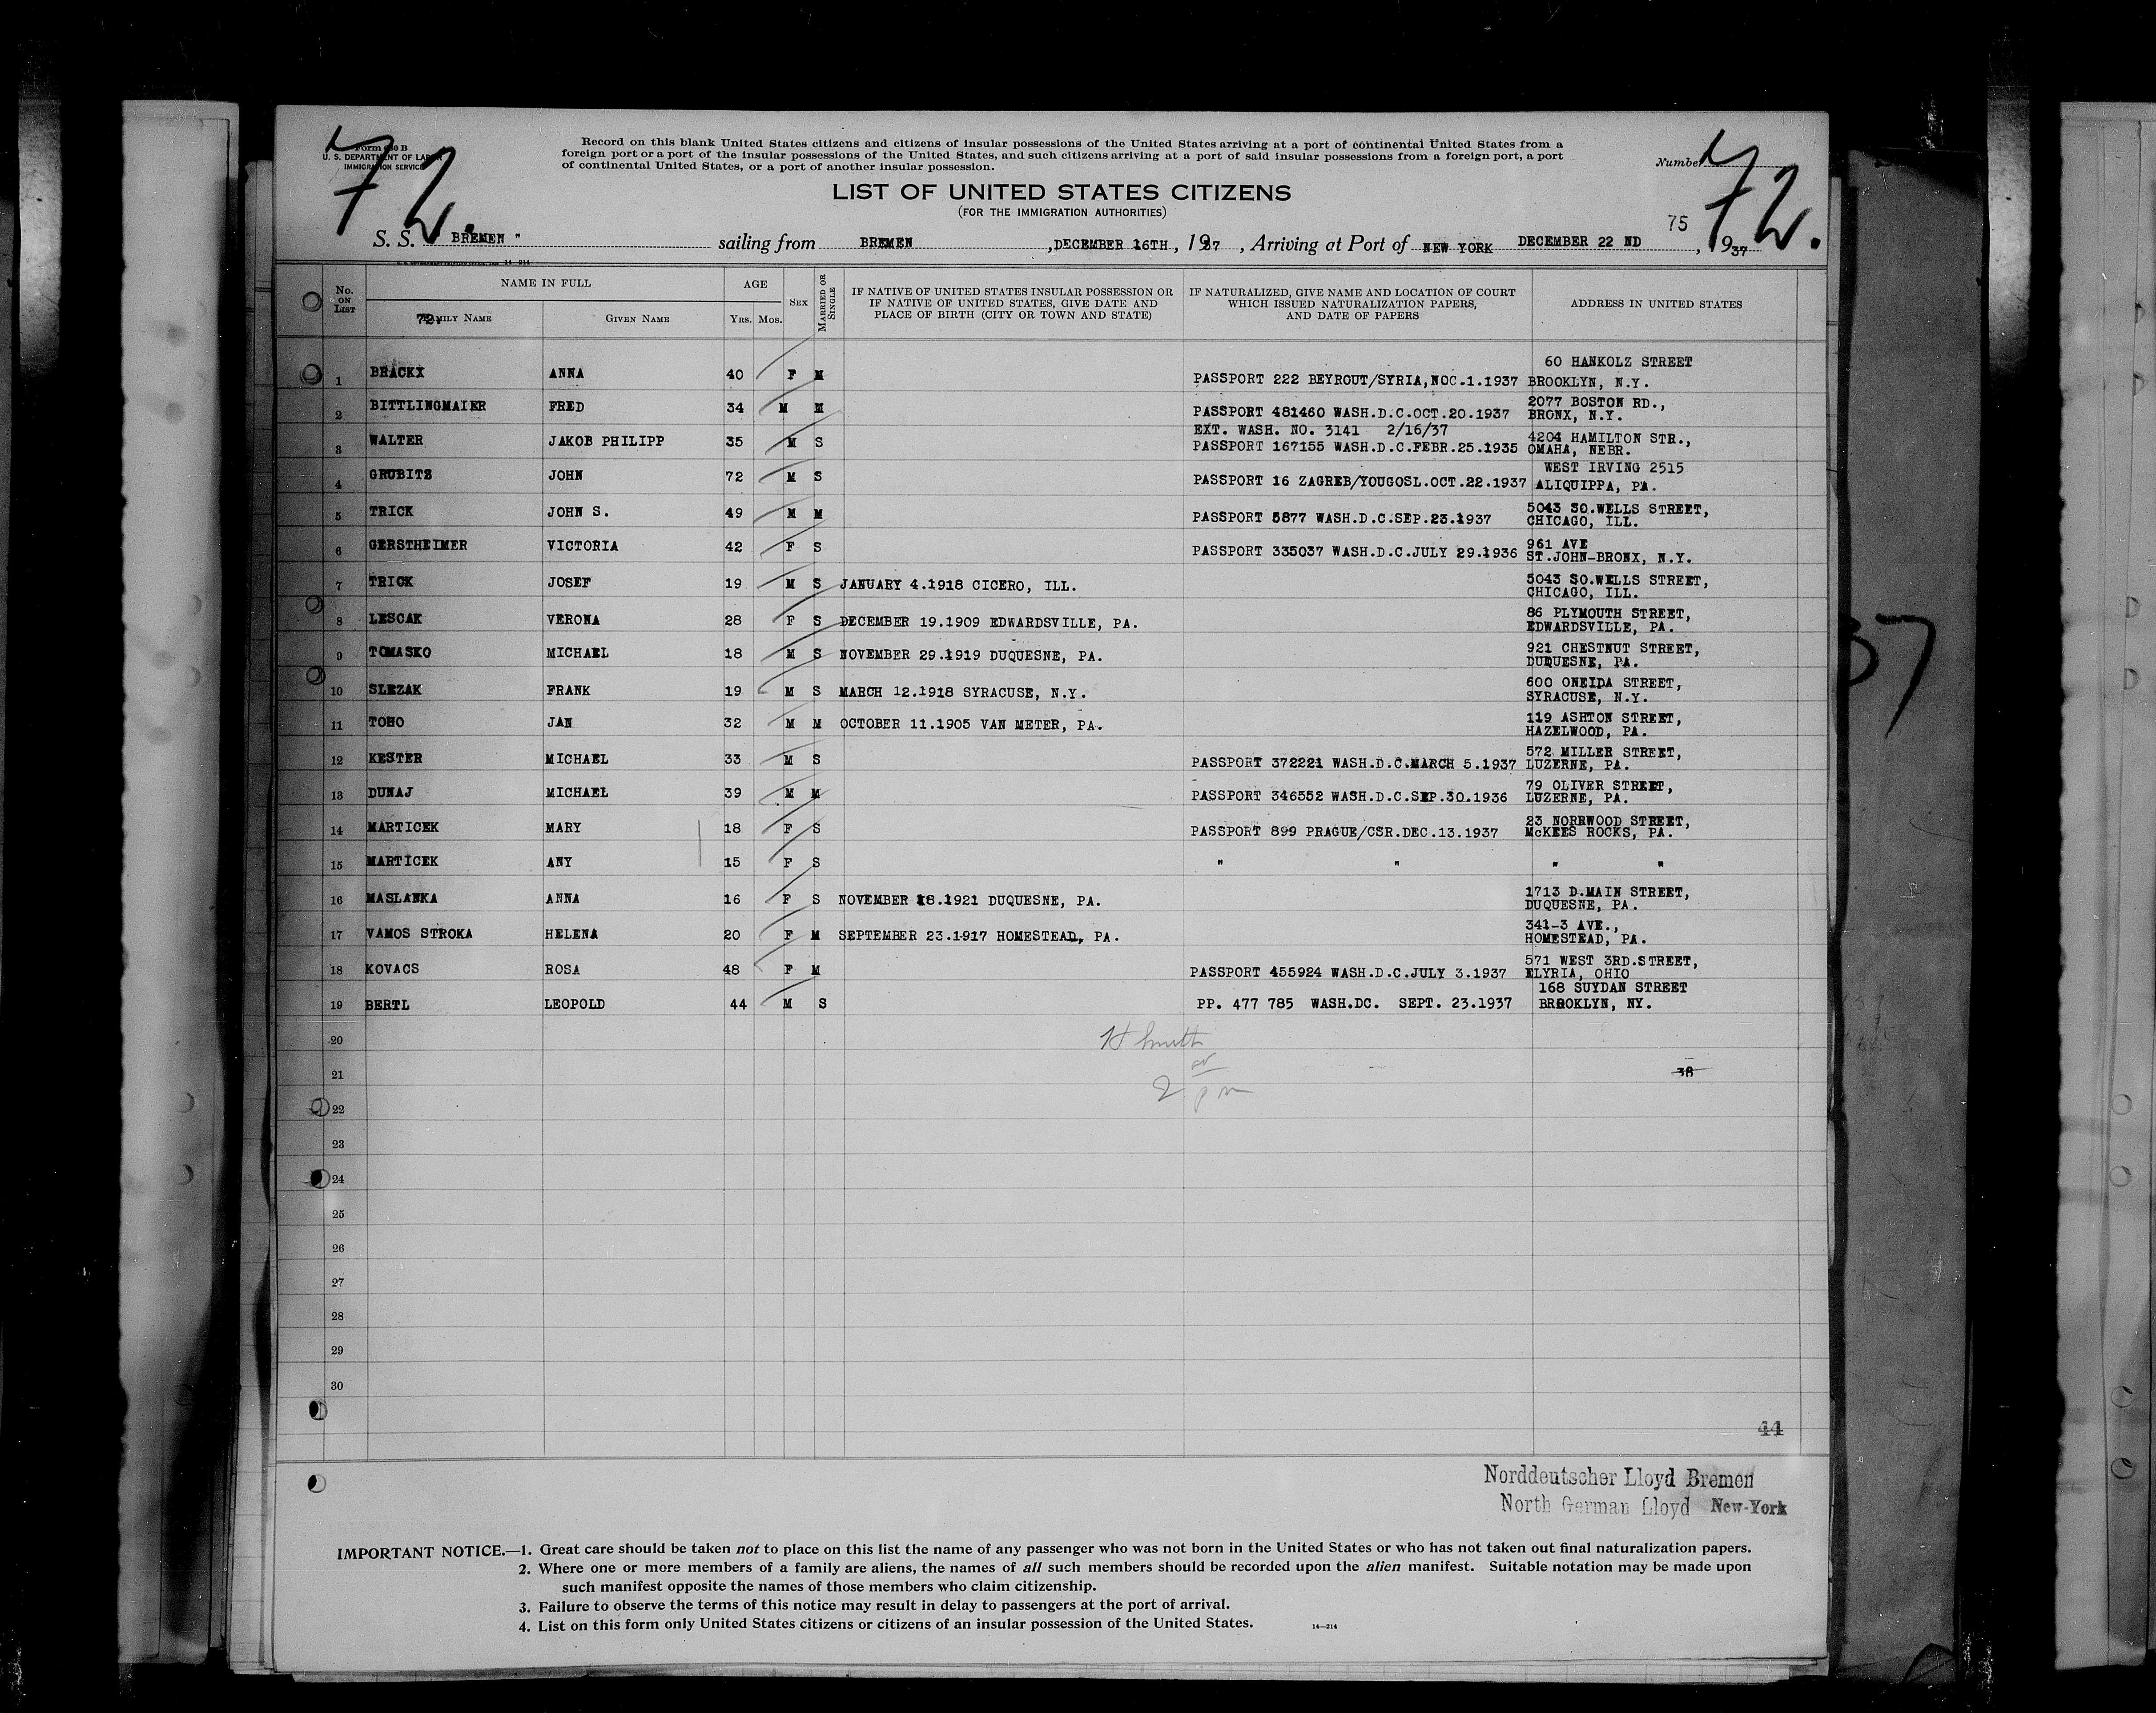 Form 630 B
U. S. DEPARTMENT OF LABOR
IMMIGRATION SERVICE
72.
Record on this blank United States citizens and citizens of insular possessions of the United States arriving at a port of continental United States from a
foreign port or a port of the insular possessions of the United States, and such citizens arriving at a port of said insular possessions from a foreign port, a port
of continental United States, or a port of another insular possession.
Number
72.
LIST OF UNITED STATES CITIZENS
(FOR THE IMMIGRATION AUTHORITIES)
75
S. S. BREMEN " sailing from BREMEN , DECEMBER 16TH , 1937 , Arriving at Port of NEW YORK DECEMBER 22 ND , 1937
14—214
No. ON LIST NAME IN FULL AGE SEX MARRIED OR SINGLE IF NATIVE OF UNITED STATES INSULAR POSSESSION OR IF NATIVE OF UNITED STATES, GIVE DATE AND PLACE OF BIRTH (CITY OR TOWN AND STATE) IF NATURALIZED, GIVE NAME AND LOCATION OF COURT WHICH ISSUED NATURALIZATION PAPERS, AND DATE OF PAPERS ADDRESS IN UNITED STATES
72. FAMILY NAME GIVEN NAME YRS. MOS.
60 HANKOLZ STREET
1 BRACKX ANNA 40 F M PASSPORT 222 BEYROUT/SYRIA,NOC.1.1937 BROOKLYN, N.Y.
2077 BOSTON RD.,
2 BITTLINGMAIER FRED 34 M M PASSPORT 481460 WASH.D.C.OCT.20.1937 BRONX, N.Y.
EXT. WASH. NO. 3141 2/16/37 4204 HAMILTON STR.,
3 WALTER JAKOB PHILIPP 35 M S PASSPORT 167155 WASH.D.C.FEBR.25.1935 OMAHA, NEBR.
WEST IRVING 2515
4 GRUBITS JOHN 72 M S PASSPORT 16 ZAGREB/YOUGOSL.OCT.22.1937 ALIQUIPPA, PA.
5043 SO.WELLS STREET,
5 TRICK JOHN S. 49 M M PASSPORT 5877 WASH.D.C.SEP.23.1937 CHICAGO, ILL.
961 AVE
6 GERSTHEIMER VICTORIA 42 F S PASSPORT 335037 WASH.D.C.JULY 29.1936 ST.JOHN-BRONX, N.Y.
5043 SO.WELLS STREET,
7 TRICK JOSEF 19 M S JANUARY 4.1918 CICERO, ILL. CHICAGO, ILL.
86 PLYMOUTH STREET,
8 LESCAK VERONA 28 F S DECEMBER 19.1909 EDWARDSVILLE, PA. EDWARDSVILLE, PA.
921 CHESTNUT STREET,
9 TOMASKO MICHAEL 18 M S NOVEMBER 29.1919 DUQUESNE, PA. DUQUESNE, PA.
600 ONEIDA STREET,
10 SLEZAK FRANK 19 M S MARCH 12.1918 SYRACUSE, N.Y. SYRACUSE, N.Y.
119 ASHTON STREET,
11 TOHO JAN 32 M M OCTOBER 11.1905 VAN METER, PA. HAZELWOOD, PA.
572 MILLER STREET,
12 KESTER MICHAEL 33 M S PASSPORT 372221 WASH.D.C.MARCH 5.1937 LUZERNE, PA.
79 OLIVER STREET,
13 DUNAJ MICHAEL 39 M M PASSPORT 346552 WASH.D.C.SEP.30.1936 LUZERNE, PA.
23 NORRWOOD STREET,
14 MARTICEK MARY 18 F S PASSPORT 899 PRAGUE/CSR.DEC.13.1937 McKEES ROCKS, PA.
15 MARTICEK ANY 15 F S " " " "
1713 D.MAIN STREET,
16 MASLANKA ANNA 16 F S NOVEMBER 18.1921 DUQUESNE, PA. DUQUESNE, PA.
341-3 AVE.,
17 VAMOS STROKA HELENA 20 F M SEPTEMBER 23.1917 HOMESTEAD, PA. HOMESTEAD, PA.
571 WEST 3RD.STREET,
18 KOVACS ROSA 48 F M PASSPORT 455924 WASH.D.C.JULY 3.1937 ELYRIA, OHIO
168 SUYDAN STREET
19 BERTL LEOPOLD 44 M S PP. 477 785 WASH.DC. SEPT. 23.1937 BROOKLYN, NY.
20
21 38
22
23
24
25
26
27
28
29
30
44
Norddeutscher Lloyd Bremen
North German Lloyd New-York
IMPORTANT NOTICE.—1. Great care should be taken not to place on this list the name of any passenger who was not born in the United States or who has not taken out final naturalization papers.
2. Where one or more members of a family are aliens, the names of all such members should be recorded upon the alien manifest. Suitable notation may be made upon
such manifest opposite the names of those members who claim citizenship.
3. Failure to observe the terms of this notice may result in delay to passengers at the port of arrival.
4. List on this form only United States citizens or citizens of an insular possession of the United States. 14—214
37